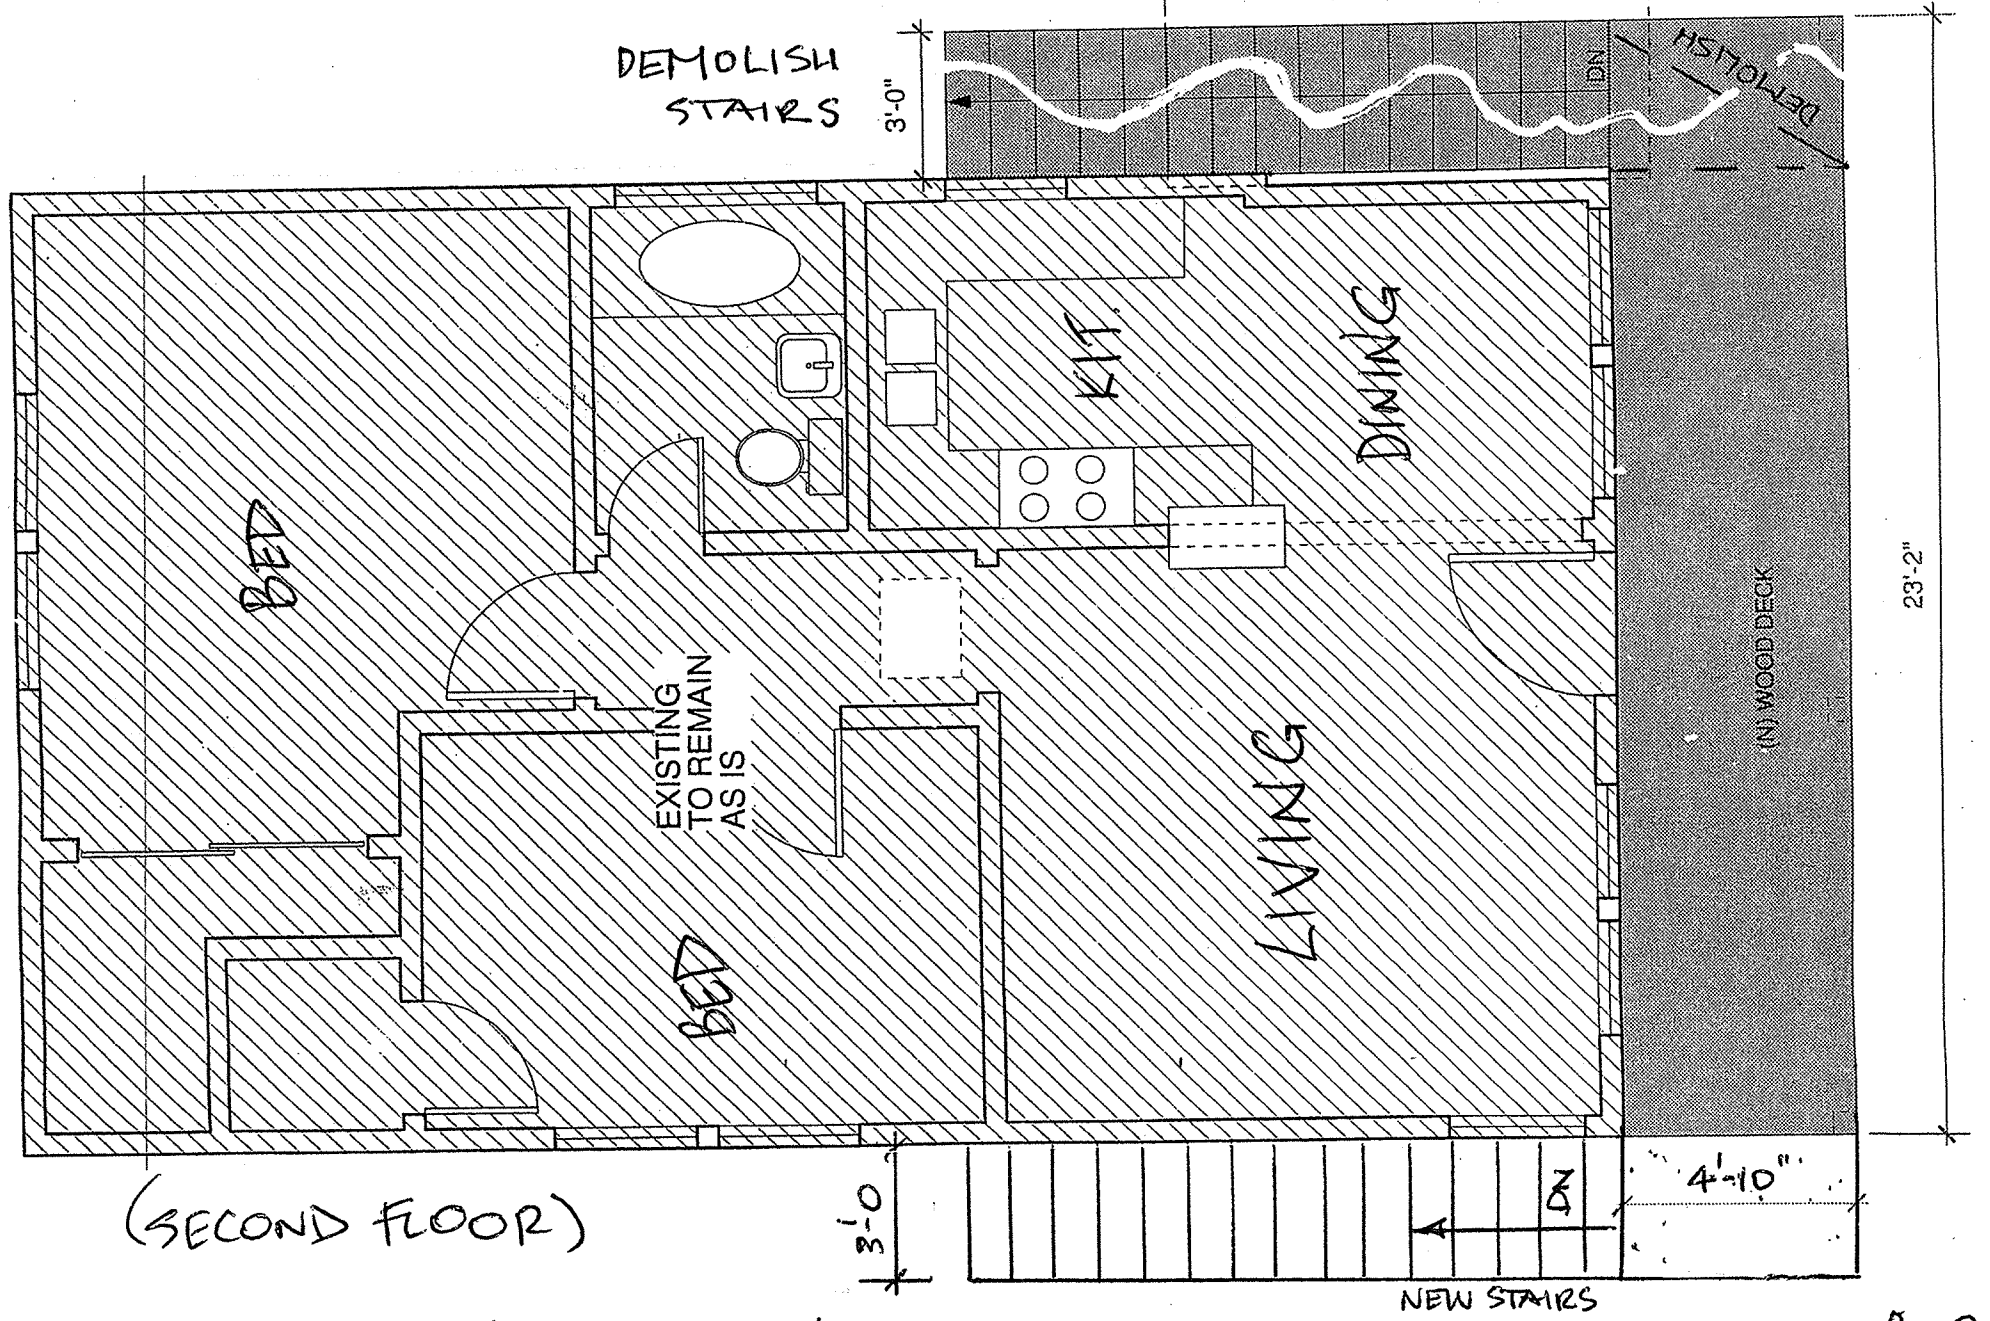 DEMOLISH
STAIRS
3'-0"
DN
DEMOLISH
KIT.
DINING
BED
23'-2"
(N) WOOD DECK
EXISTING
TO REMAIN
AS IS
LIVING
BED
(SECOND FLOOR)
3'-0
DN
4'-10"
NEW STAIRS